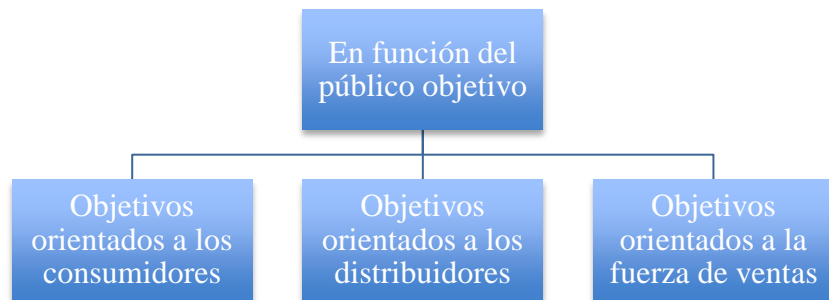 En función del
público objetivo
Objetivos
orientados a los
consumidores
Objetivos
orientados a los
distribuidores
Objetivos
orientados a la
fuerza de ventas